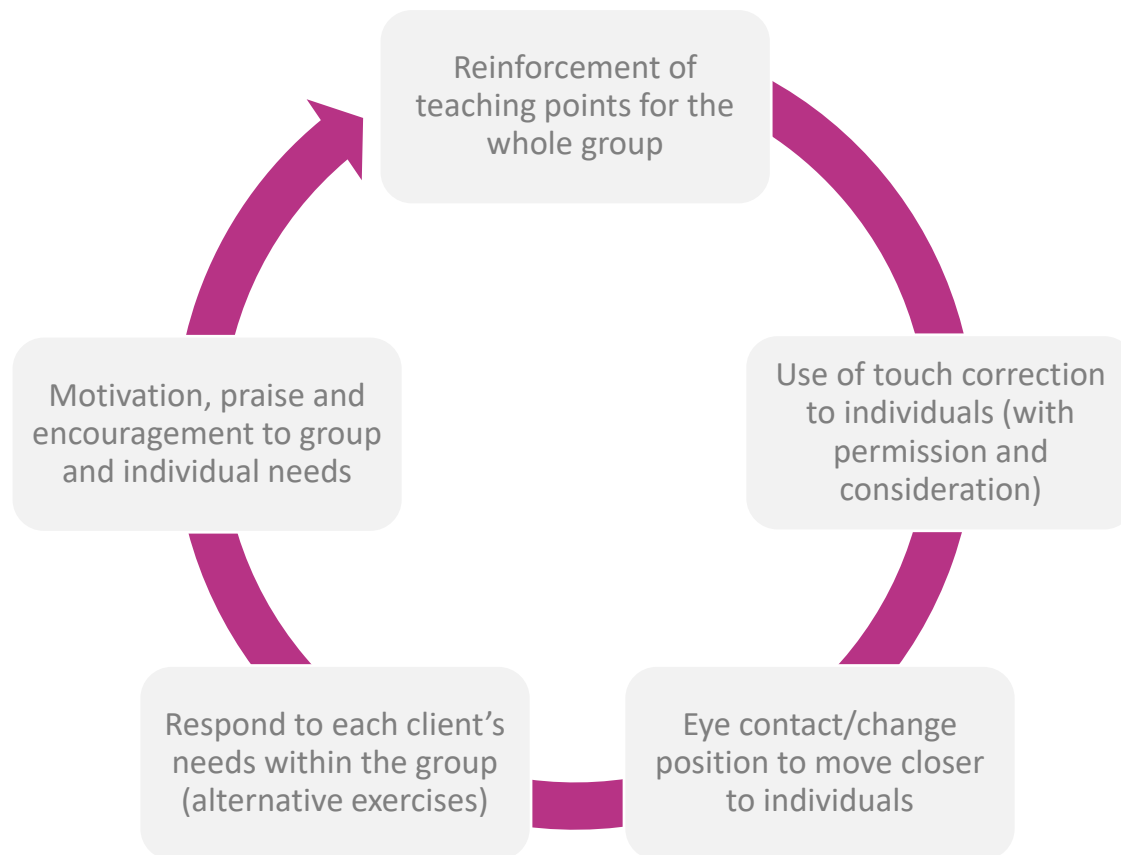 Reinforcement of
teaching points for the
whole group
Use of touch correction
to individuals (with
permission and
consideration)
Eye contact/change
position to move closer
to individuals
Respond to each client’s
needs within the group
(alternative exercises)
Motivation, praise and
encouragement to group
and individual needs